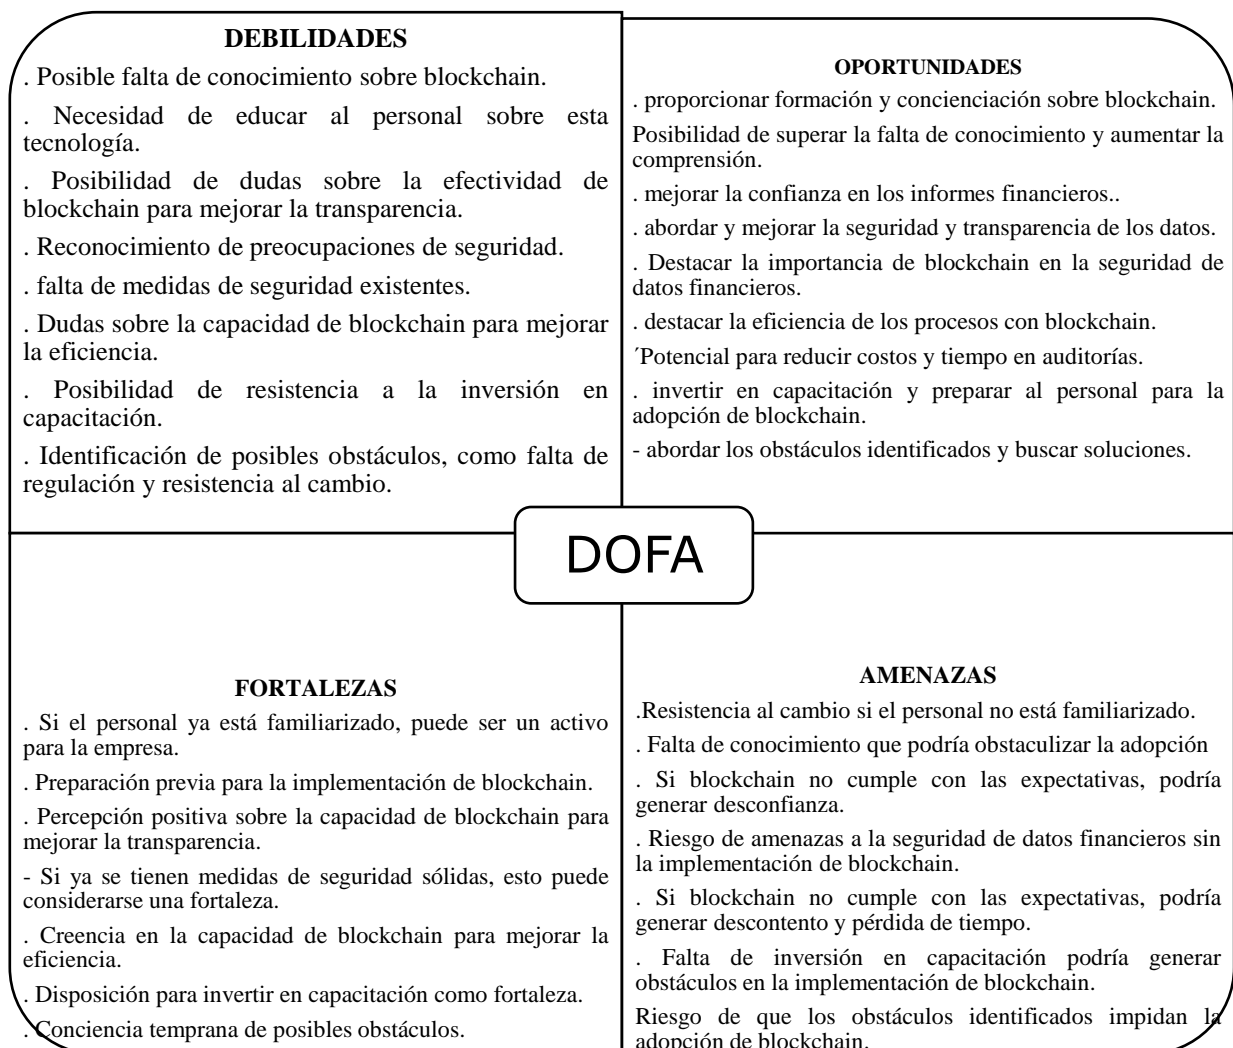 DEBILIDADES
. Posible falta de conocimiento sobre blockchain.
. Necesidad de educar al personal sobre esta
tecnología.
. Posibilidad de dudas sobre la efectividad de
blockchain para mejorar la transparencia.
. Reconocimiento de preocupaciones de seguridad.
. falta de medidas de seguridad existentes.
. Dudas sobre la capacidad de blockchain para mejorar
la eficiencia.
. Posibilidad de resistencia a la inversión en
capacitación.
. Identificación de posibles obstáculos, como falta de
regulación y resistencia al cambio.
OPORTUNIDADES
. proporcionar formación y concienciación sobre blockchain.
Posibilidad de superar la falta de conocimiento y aumentar la
comprensión.
. mejorar la confianza en los informes financieros..
. abordar y mejorar la seguridad y transparencia de los datos.
. Destacar la importancia de blockchain en la seguridad de
datos financieros.
. destacar la eficiencia de los procesos con blockchain.
´Potencial para reducir costos y tiempo en auditorías.
. invertir en capacitación y preparar al personal para la
adopción de blockchain.
- abordar los obstáculos identificados y buscar soluciones.
DOFA
FORTALEZAS
. Si el personal ya está familiarizado, puede ser un activo
para la empresa.
. Preparación previa para la implementación de blockchain.
. Percepción positiva sobre la capacidad de blockchain para
mejorar la transparencia.
- Si ya se tienen medidas de seguridad sólidas, esto puede
considerarse una fortaleza.
. Creencia en la capacidad de blockchain para mejorar la
eficiencia.
. Disposición para invertir en capacitación como fortaleza.
. Conciencia temprana de posibles obstáculos.
AMENAZAS
.Resistencia al cambio si el personal no está familiarizado.
. Falta de conocimiento que podría obstaculizar la adopción
. Si blockchain no cumple con las expectativas, podría
generar desconfianza.
. Riesgo de amenazas a la seguridad de datos financieros sin
la implementación de blockchain.
. Si blockchain no cumple con las expectativas, podría
generar descontento y pérdida de tiempo.
. Falta de inversión en capacitación podría generar
obstáculos en la implementación de blockchain.
Riesgo de que los obstáculos identificados impidan la
adopción de blockchain.